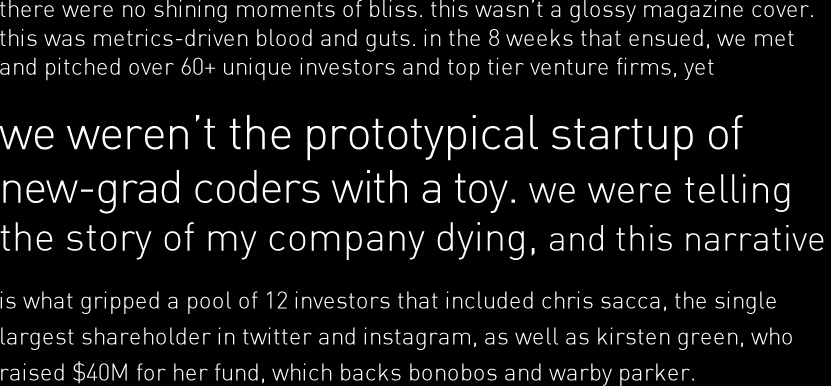 there were no shining moments of bliss. this wasn't a glossy magazine cover.
this was metrics-driven blood and guts. in the 8 weeks that ensued, we met
and pitched over 60+ unique investors and top tier venture firms, yet
we weren't the prototypical startup of
new-grad coders with a toy. we were telling
the story of my company dying, and this narrative
is what gripped a pool of 12 investors that included chris sacca, the single
largest shareholder in twitter and instagram, as well as kirsten green, who
raised $40M for her fund, which backs bonobos and warby parker.